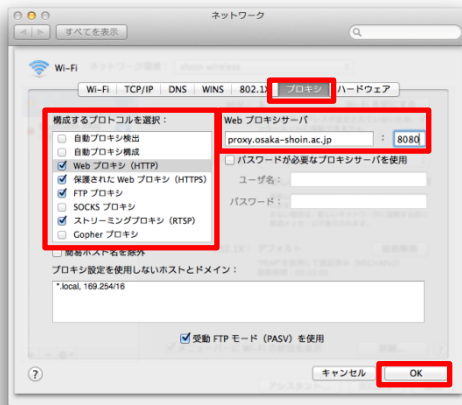 ネットワーク
すべてを表示
Wi-Fi
Wi-Fi TCP/IP DNS WINS 802.1X プロキシ ハードウェア
構成するプロトコルを選択：
自動プロキシ検出
自動プロキシ構成
Web プロキシ（HTTP）
保護された Web プロキシ（HTTPS）
FTP プロキシ
SOCKS プロキシ
ストリーミングプロキシ（RTSP）
Gopher プロキシ
Web プロキシサーバ
proxy.osaka-shoin.ac.jp : 8080
パスワードが必要なプロキシサーバを使用
ユーザ名：
パスワード：
簡易ホスト名を除外
プロキシ設定を使用しないホストとドメイン：
*.local, 169.254/16
受動 FTP モード（PASV）を使用
?
キャンセル OK